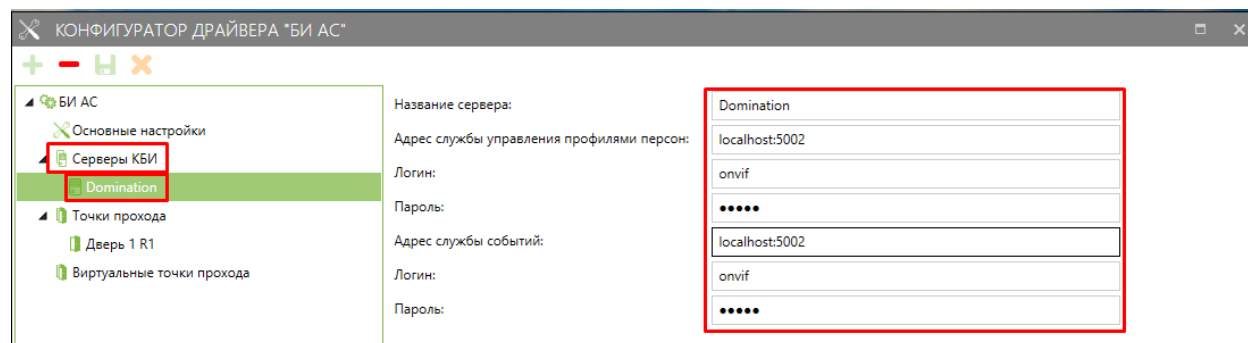 КОНФИГУРАТОР ДРАЙВЕРА "БИ АС"
БИ АС
Основные настройки
Серверы КБИ
Domination
Точки прохода
Дверь 1 R1
Виртуальные точки прохода
Название сервера: Domination
Адрес службы управления профилями персон: localhost:5002
Логин: onvif
Пароль: ●●●●●
Адрес службы событий: localhost:5002
Логин: onvif
Пароль: ●●●●●